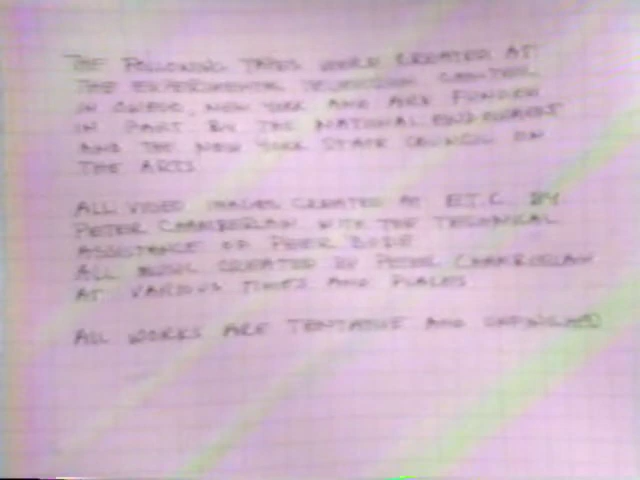 THE FOLLOWING TAPES WERE CREATED AT
THE EXPERIMENTAL TELEVISION CENTER
IN OWEGO, NEW YORK AND ARE FUNDED
IN PART BY THE NATIONAL ENDOWMENT
AND THE NEW YORK STATE COUNCIL ON
THE ARTS
ALL VIDEO IMAGES CREATED AT E.T.C. BY
PETER CHAMBERLAIN WITH THE TECHNICAL
ASSISTENCE OF PEER BODE
ALL MUSIC CREATED BY PETER CHAMBERLAIN
AT VARIOUS TIMES AND PLACES
ALL WORKS ARE TENTATIVE AND UNFINISHED